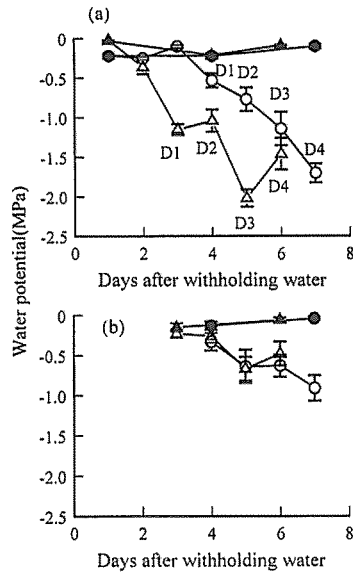 (a)
0
-0.5
-1.0
-1.5
-2.0
-2.5
D1 D2
D3
D1
D2
D4
D4
D3
0 2 4 6 8
Days after withholding water
Water potential(MPa)
(b)
0
-0.5
-1.0
-1.5
-2.0
-2.5
0 2 4 6 8
Days after withholding water